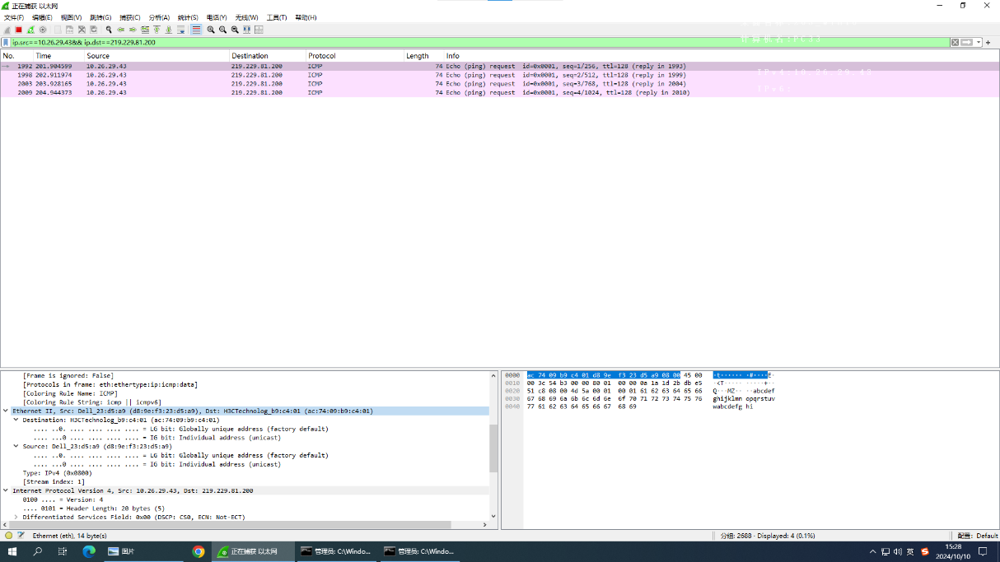 正在捕获 以太网
文件(F) 编辑(E) 视图(V) 跳转(G) 捕获(C) 分析(A) 统计(S) 电话(Y) 无线(W) 工具(T) 帮助(H)
ip.src==10.26.29.43&& ip.dst==219.229.81.200
计算机名:PC33
No. Time Source Destination Protocol Length Info
1992 201.904599 10.26.29.43 219.229.81.200 ICMP 74 Echo (ping) request id=0x0001, seq=1/256, ttl=128 (reply in 1993)
1998 202.911974 10.26.29.43 219.229.81.200 ICMP 74 Echo (ping) request id=0x0001, seq=2/512, ttl=128 (reply in 1999)
IPv4:10.26.29.43
2003 203.928165 10.26.29.43 219.229.81.200 ICMP 74 Echo (ping) request id=0x0001, seq=3/768, ttl=128 (reply in 2004)
IPv6:
2009 204.944373 10.26.29.43 219.229.81.200 ICMP 74 Echo (ping) request id=0x0001, seq=4/1024, ttl=128 (reply in 2010)
[Frame is ignored: False]
[Protocols in frame: eth:ethertype:ip:icmp:data]
[Coloring Rule Name: ICMP]
[Coloring Rule String: icmp || icmpv6]
Ethernet II, Src: Dell_23:d5:a9 (d8:9e:f3:23:d5:a9), Dst: H3CTechnolog_b9:c4:01 (ac:74:09:b9:c4:01)
Destination: H3CTechnolog_b9:c4:01 (ac:74:09:b9:c4:01)
.... ..0. .... .... .... .... = LG bit: Globally unique address (factory default)
.... ...0 .... .... .... .... = IG bit: Individual address (unicast)
Source: Dell_23:d5:a9 (d8:9e:f3:23:d5:a9)
.... ..0. .... .... .... .... = LG bit: Globally unique address (factory default)
.... ...0 .... .... .... .... = IG bit: Individual address (unicast)
Type: IPv4 (0x0800)
[Stream index: 1]
Internet Protocol Version 4, Src: 10.26.29.43, Dst: 219.229.81.200
0100 .... = Version: 4
.... 0101 = Header Length: 20 bytes (5)
Differentiated Services Field: 0x00 (DSCP: CS0, ECN: Not-ECT)
0000 ac 74 09 b9 c4 01 d8 9e f3 23 d5 a9 08 00 45 00 ·t······ ·#····E·
0010 00 3c 54 b3 00 00 80 01 00 00 0a 1a 1d 2b db e5 ·<T····· ·····+··
0020 51 c8 08 00 4d 5a 00 01 00 01 61 62 63 64 65 66 Q···MZ·· ··abcdef
0030 67 68 69 6a 6b 6c 6d 6e 6f 70 71 72 73 74 75 76 ghijklmn opqrstuv
0040 77 61 62 63 64 65 66 67 68 69 wabcdefg hi
Ethernet (eth), 14 byte(s) 分组: 2688 · Displayed: 4 (0.1%) 配置: Default
图片 正在捕获 以太网 管理员: C:\Windo... 管理员: C:\Windo... 英 15:28
2024/10/10